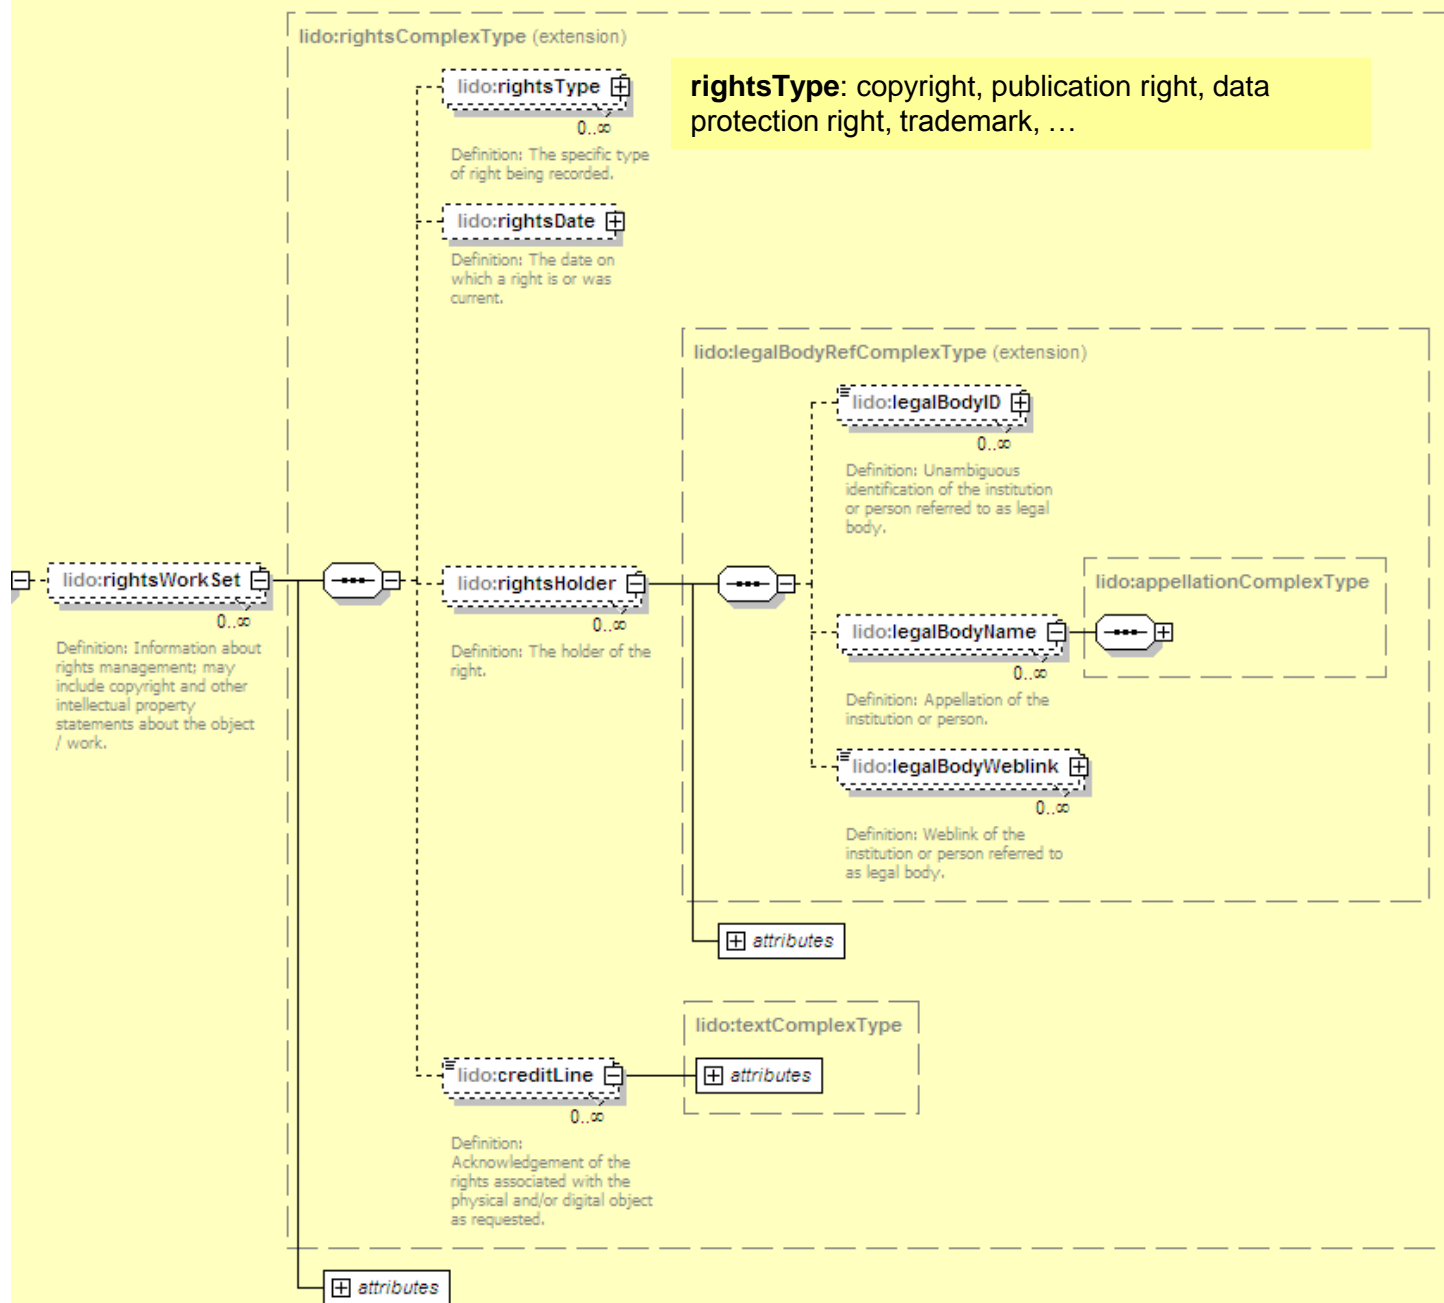 lido:rightsComplexType (extension)
lido:rightsType
0..∞
Definition: The specific type
of right being recorded.
rightsType: copyright, publication right, data
protection right, trademark, …
lido:rightsDate
Definition: The date on
which a right is or was
current.
lido:legalBodyRefComplexType (extension)
lido:legalBodyID
0..∞
Definition: Unambiguous
identification of the institution
or person referred to as legal
body.
lido:rightsWorkSet
0..∞
Definition: Information about
rights management; may
include copyright and other
intellectual property
statements about the object
/ work.
lido:rightsHolder
0..∞
Definition: The holder of the
right.
lido:appellationComplexType
lido:legalBodyName
0..∞
Definition: Appellation of the
institution or person.
lido:legalBodyWeblink
0..∞
Definition: Weblink of the
institution or person referred to
as legal body.
attributes
lido:textComplexType
lido:creditLine
0..∞
attributes
Definition:
Acknowledgement of the
rights associated with the
physical and/or digital object
as requested.
attributes